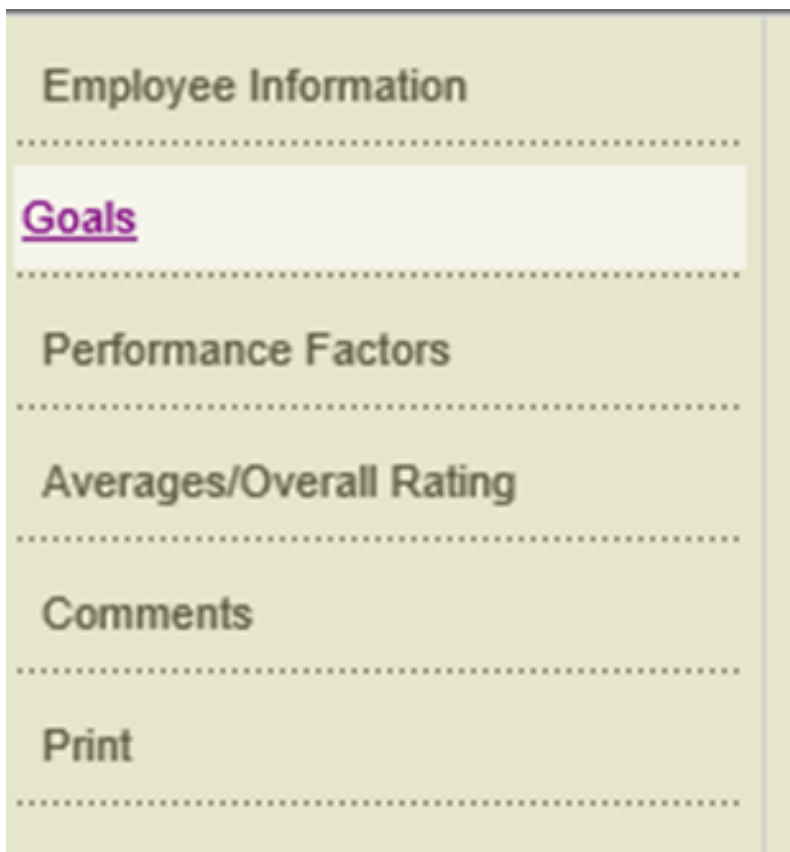 Employee Information
Goals
Performance Factors
Averages/Overall Rating
Comments
Print